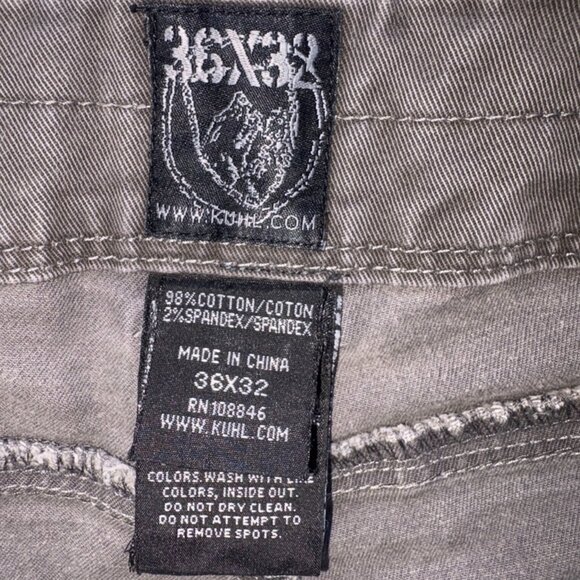 36X32
WWW.KUHL.COM
98%COTTON/COTON
2%SPANDEX/SPANDEX
MADE IN CHINA
36X32
RN108846
WWW.KUHL.COM
COLORS. WASH WITH LIKE
COLORS, INSIDE OUT.
DO NOT DRY CLEAN.
DO NOT ATTEMPT TO
REMOVE SPOTS.